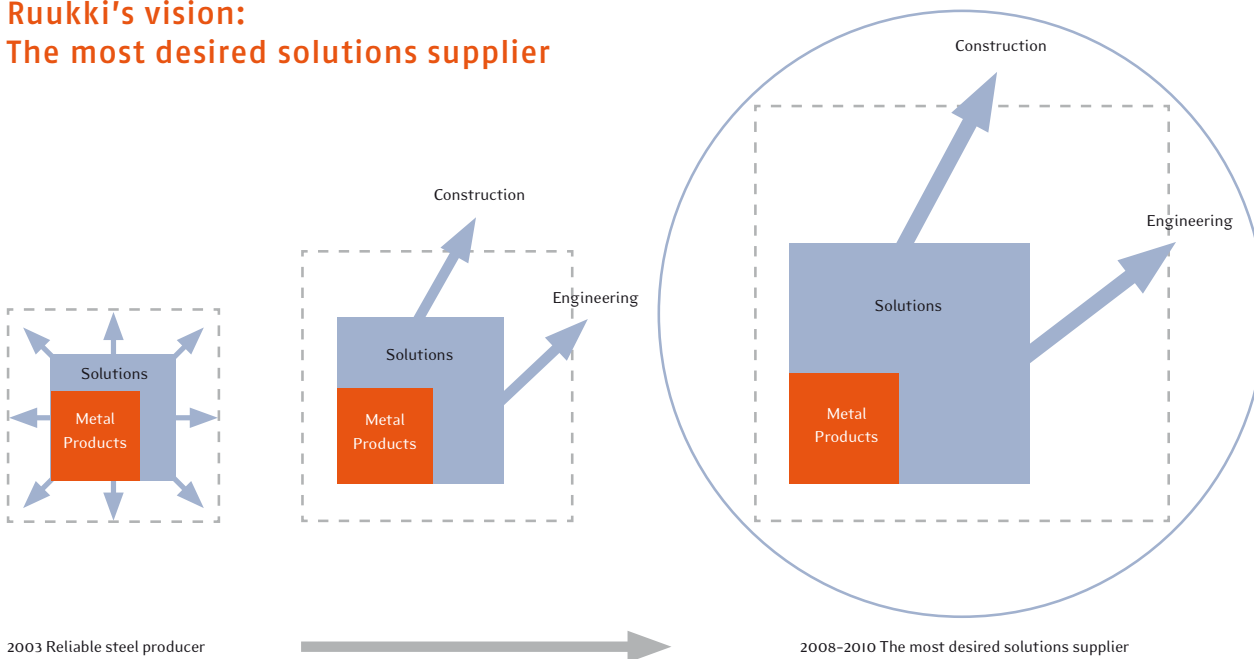 Ruukki's vision:
The most desired solutions supplier
Solutions
Metal
Products
Construction
Engineering
Solutions
Metal
Products
Construction
Engineering
Solutions
Metal
Products
2003 Reliable steel producer
2008–2010 The most desired solutions supplier